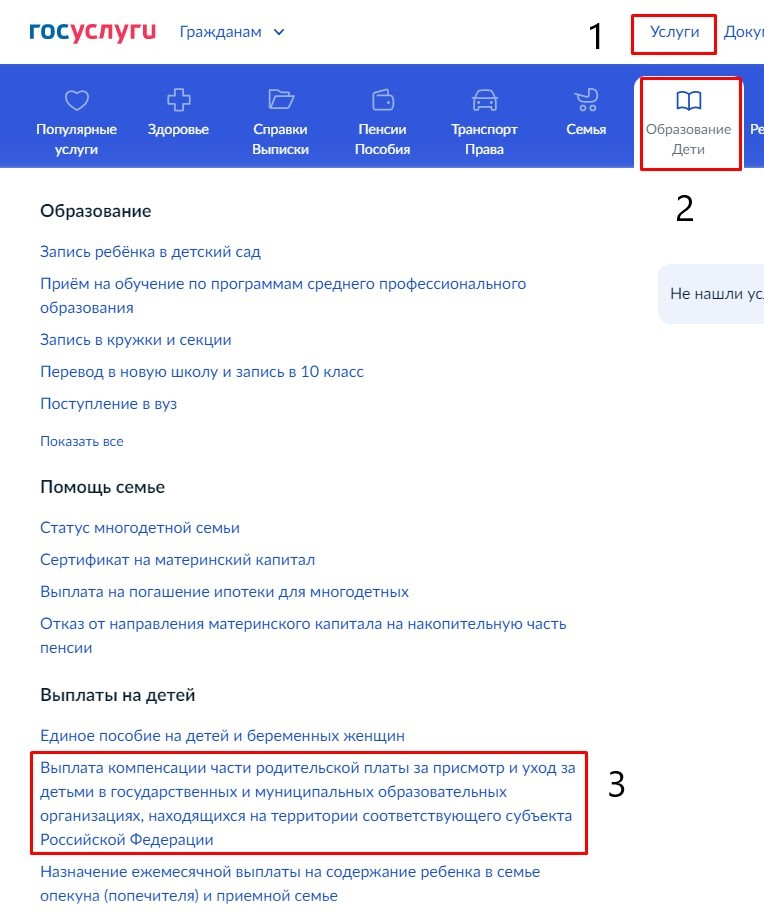 госуслуги Гражданам 1 Услуги
Популярные услуги
Здоровье
Справки Выписки
Пенсии Пособия
Транспорт Права
Семья
Образование Дети
2
Образование
Запись ребёнка в детский сад
Приём на обучение по программам среднего профессионального
образования
Не нашли
Запись в кружки и секции
Перевод в новую школу и запись в 10 класс
Поступление в вуз
Показать все
Помощь семье
Статус многодетной семьи
Сертификат на материнский капитал
Выплата на погашение ипотеки для многодетных
Отказ от направления материнского капитала на накопительную часть
пенсии
Выплаты на детей
Единое пособие на детей и беременных женщин
Выплата компенсации части родительской платы за присмотр и уход за
детьми в государственных и муниципальных образовательных
организациях, находящихся на территории соответствующего субъекта
Российской Федерации
3
Назначение ежемесячной выплаты на содержание ребенка в семье
опекуна (попечителя) и приемной семье